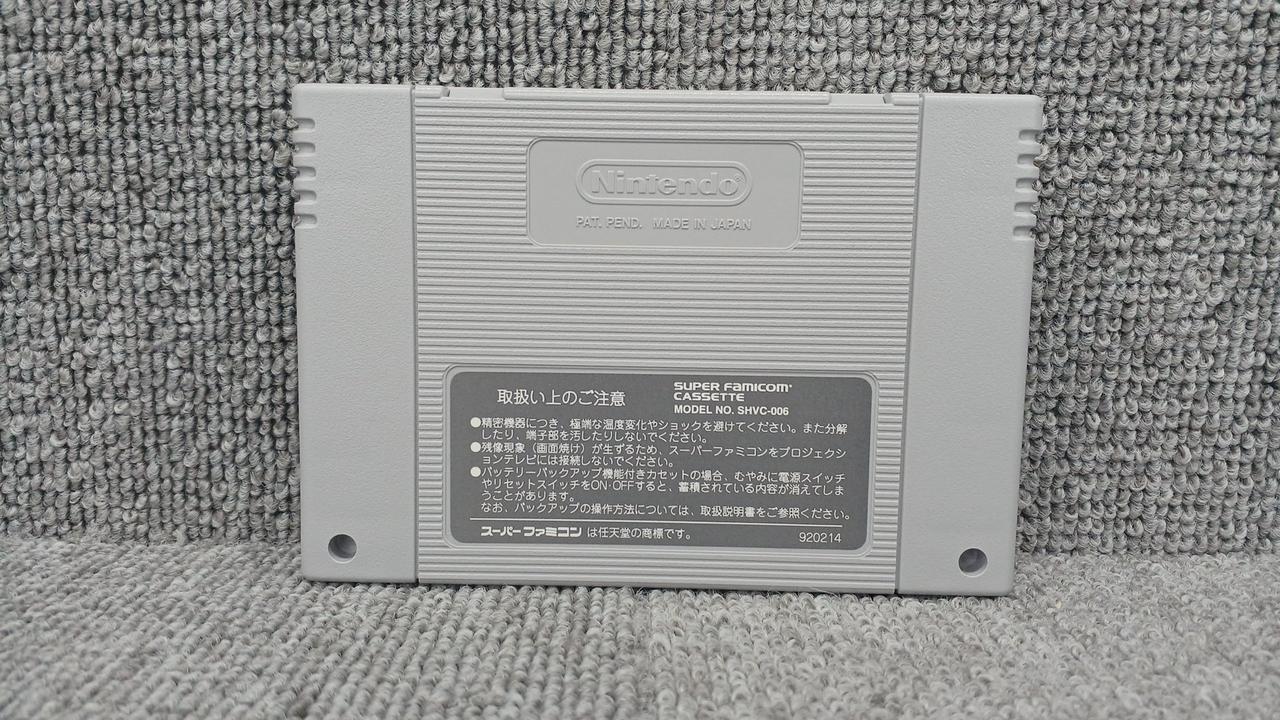 Nintendo
PAT. PEND. MADE IN JAPAN
取扱い上のご注意
SUPER FAMICOM
CASSETTE
MODEL NO. SHVC-006
●精密機器につき、極端な温度変化やショックを避けてください。また分解
したり、端子部を汚したりしないでください。
●残像現象（画面焼け）が生ずるため、スーパーファミコンをプロジェクシ
ョンテレビには接続しないでください。
●バッテリーバックアップ機能付きカセットの場合、むやみに電源スイッチ
やリセットスイッチをON·OFFすると、蓄積されている内容が消えてしま
うことがあります。
なお、バックアップの操作方法については、取扱説明書をご参照ください。
スーパーファミコン は任天堂の商標です。
920214